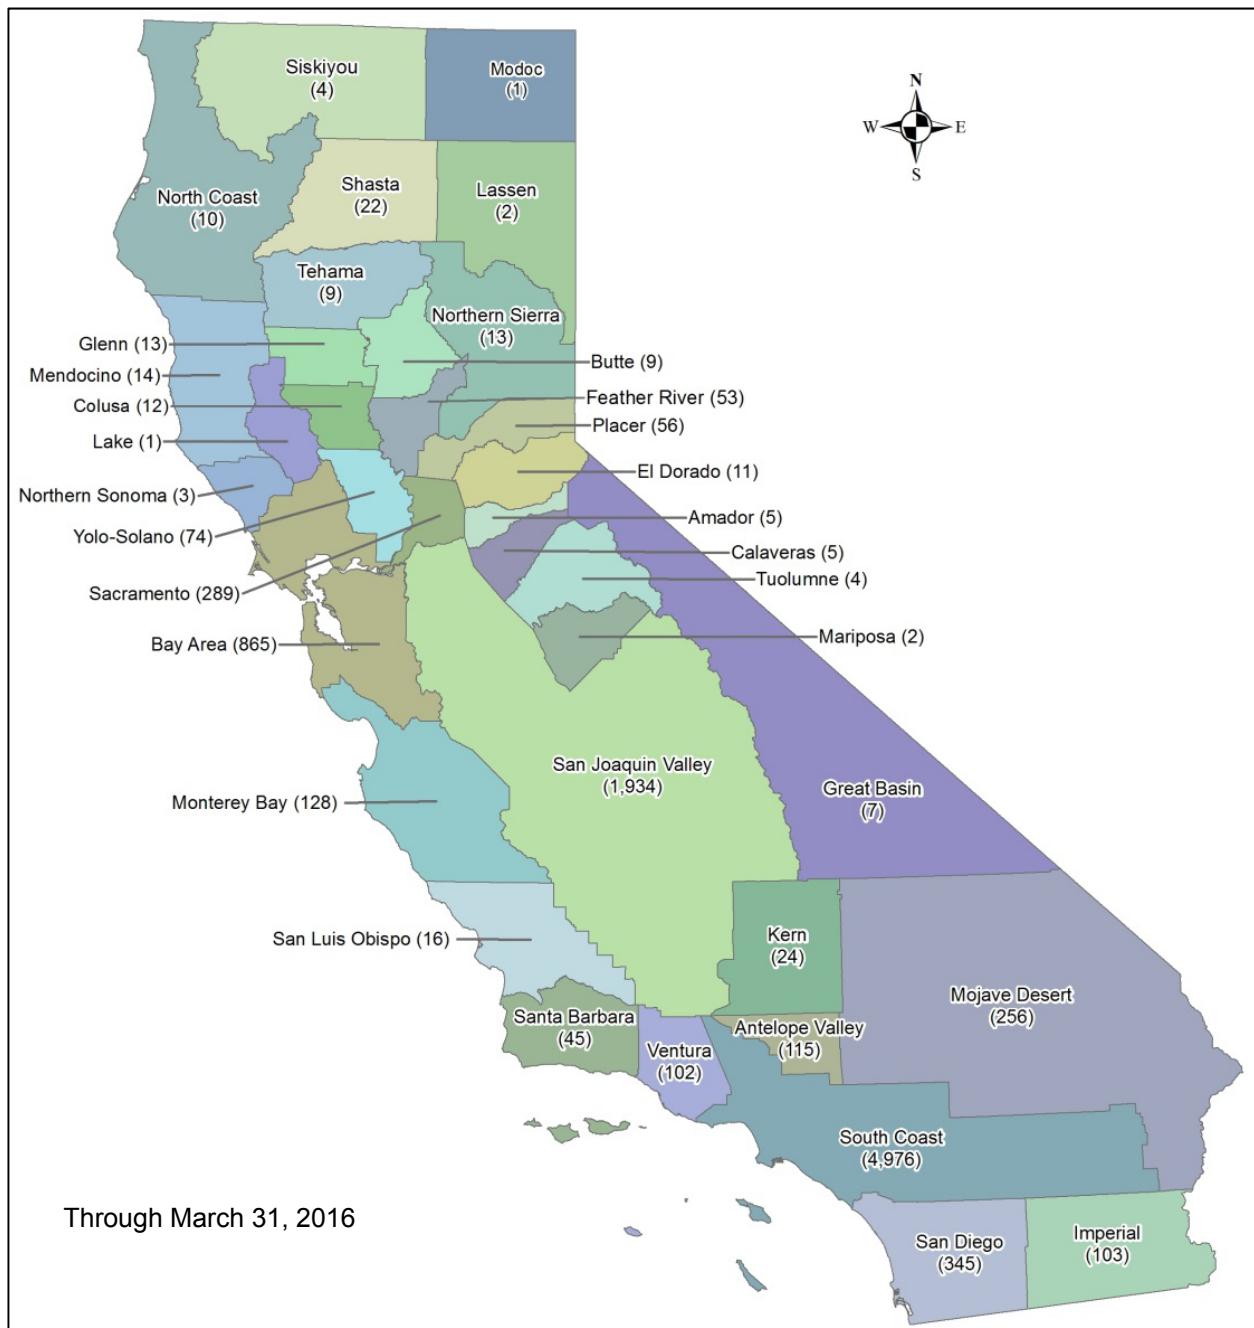 Siskiyou
(4)
Modoc
(1)
N
W
E
S
North Coast
(10)
Shasta
(22)
Lassen
(2)
Tehama
(9)
Northern Sierra
(13)
Glenn (13)
Butte (9)
Mendocino (14)
Feather River (53)
Colusa (12)
Placer (56)
Lake (1)
El Dorado (11)
Northern Sonoma (3)
Amador (5)
Yolo-Solano (74)
Calaveras (5)
Tuolumne (4)
Sacramento (289)
Mariposa (2)
Bay Area (865)
San Joaquin Valley
(1,934)
Great Basin
(7)
Monterey Bay (128)
San Luis Obispo (16)
Kern
(24)
Mojave Desert
(256)
Santa Barbara
(45)
Ventura
(102)
Antelope Valley
(115)
South Coast
(4,976)
Through March 31, 2016
San Diego
(345)
Imperial
(103)